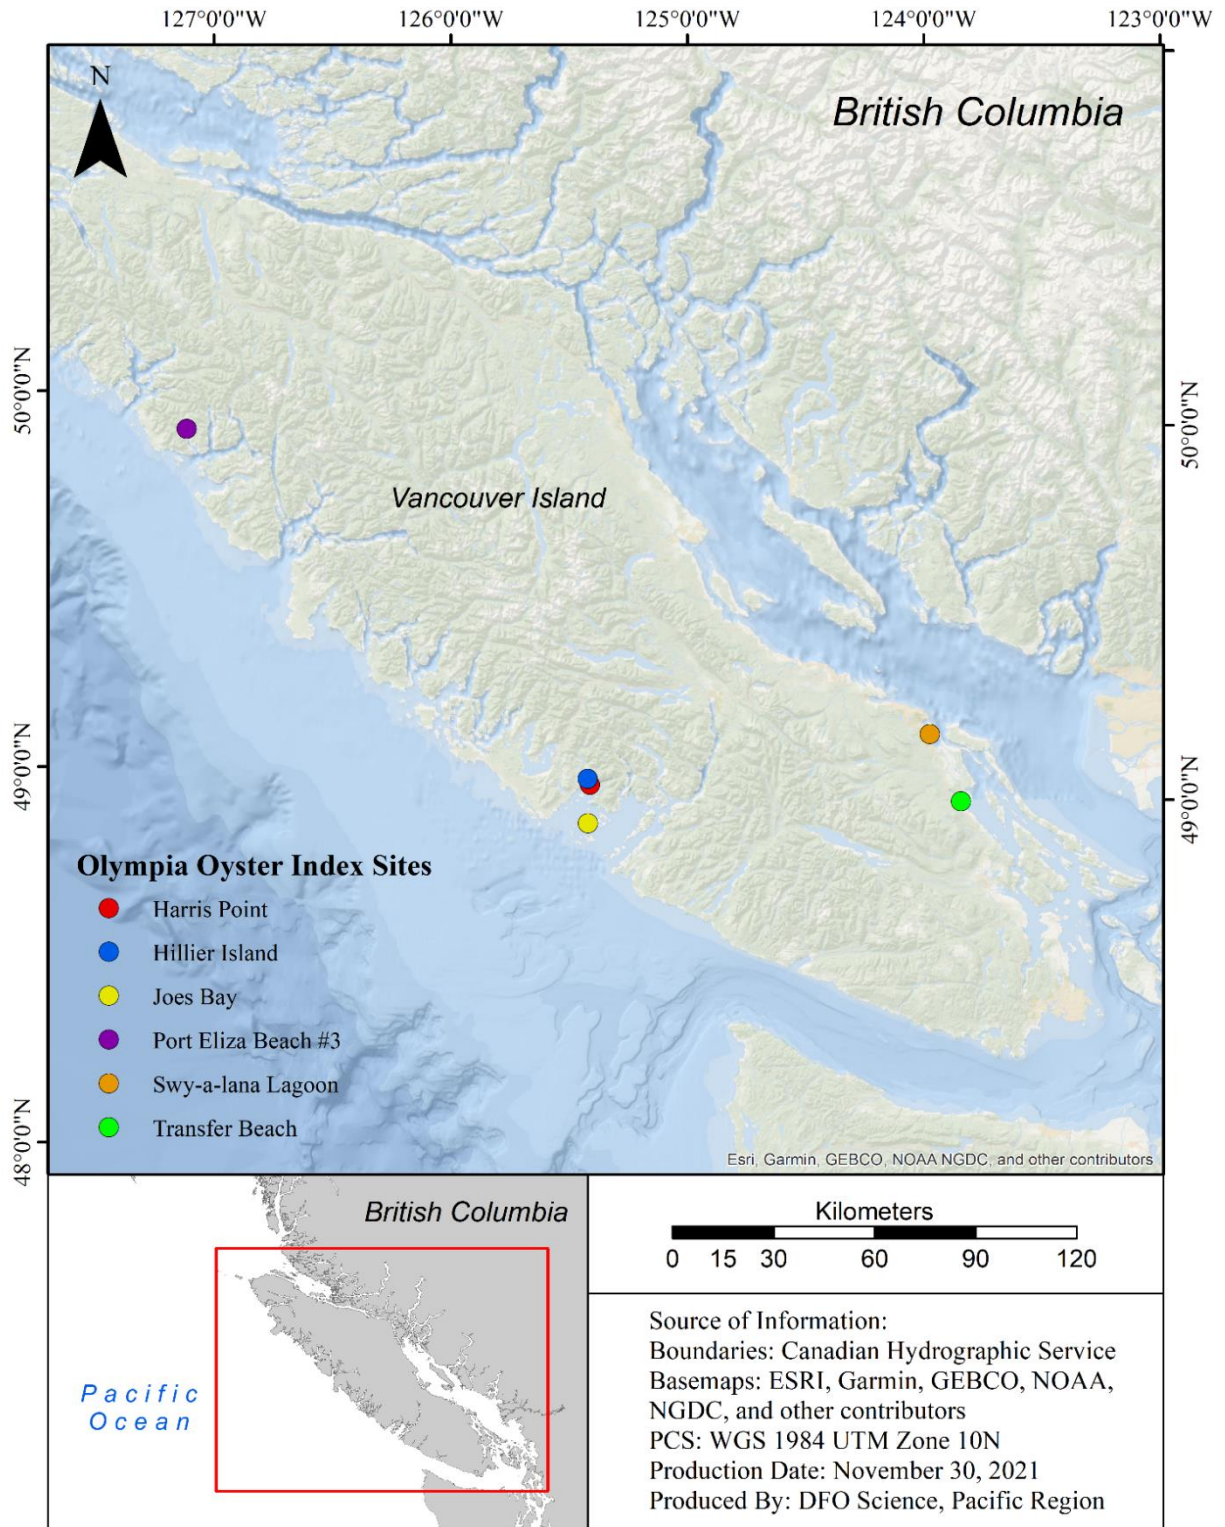 127°0'0"W 126°0'0"W 125°0'0"W 124°0'0"W 123°0'0"W
N
British Columbia
50°0'0"N
50°0'0"N
Vancouver Island
49°0'0"N
49°0'0"N
Olympia Oyster Index Sites
Harris Point
Hillier Island
Joes Bay
Port Eliza Beach #3
Swy-a-lana Lagoon
Transfer Beach
48°0'0"N
Esri, Garmin, GEBCO, NOAA NGDC, and other contributors
British Columbia
Pacific
Ocean
Kilometers
0 15 30 60 90 120
Source of Information:
Boundaries: Canadian Hydrographic Service
Basemaps: ESRI, Garmin, GEBCO, NOAA,
NGDC, and other contributors
PCS: WGS 1984 UTM Zone 10N
Production Date: November 30, 2021
Produced By: DFO Science, Pacific Region